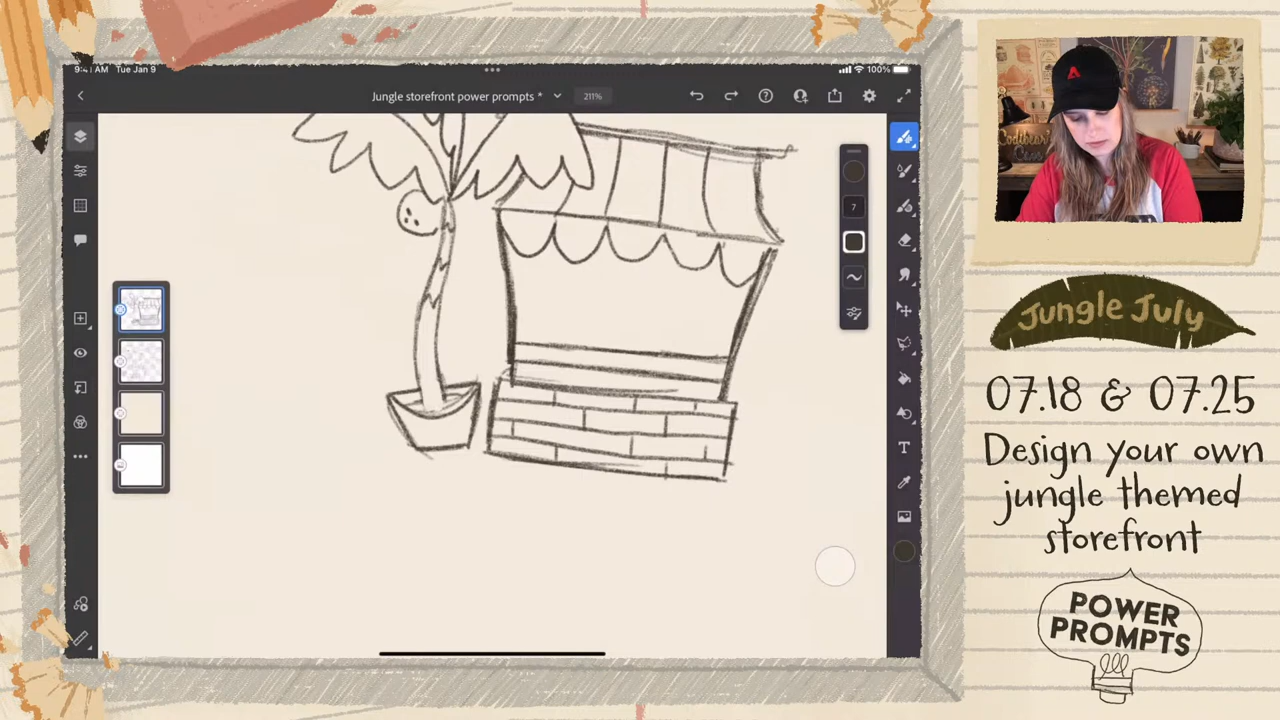 9:41 AM Tue Jan 9
100%
Jungle storefront power prompts *
211%
7
T
Jungle July
07.18 & 07.25
Design your own
jungle themed
storefront
POWER
PROMPTS